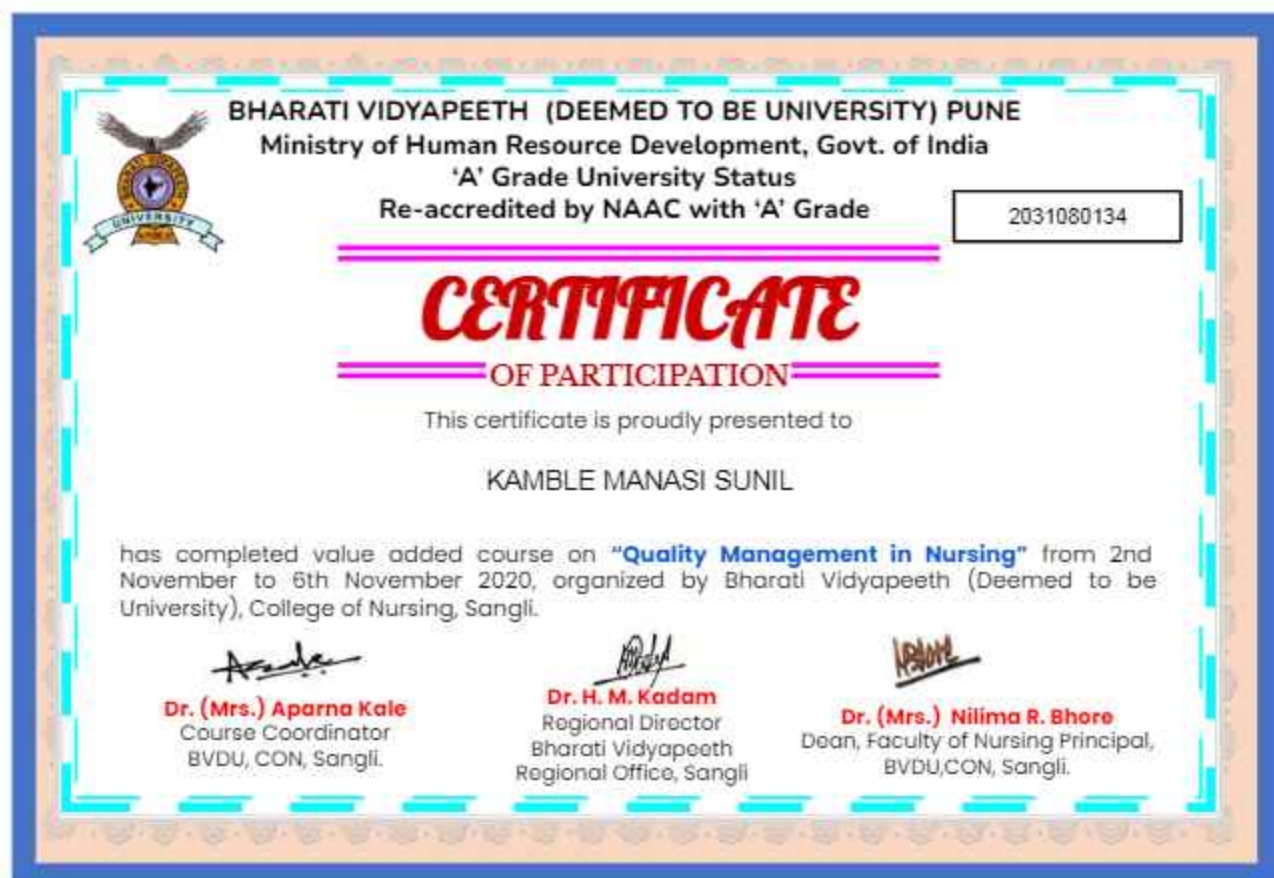 BHARATI VIDYAPEETH (DEEMED TO BE UNIVERSITY) PUNE
Ministry of Human Resource Development, Govt. of India
‘A’ Grade University Status
Re-accredited by NAAC with ‘A’ Grade
2031080134
BHARATI VIDYAPEETH
UNIVERSITY
CERTIFICATE
OF PARTICIPATION
This certificate is proudly presented to
KAMBLE MANASI SUNIL
has completed value added course on “Quality Management in Nursing” from 2nd
November to 6th November 2020, organized by Bharati Vidyapeeth (Deemed to be
University), College of Nursing, Sangli.
Dr. (Mrs.) Aparna Kale
Course Coordinator
BVDU, CON, Sangli.
Dr. H. M. Kadam
Regional Director
Bharati Vidyapeeth
Regional Office, Sangli
Dr. (Mrs.) Nilima R. Bhore
Dean, Faculty of Nursing Principal,
BVDU,CON, Sangli.